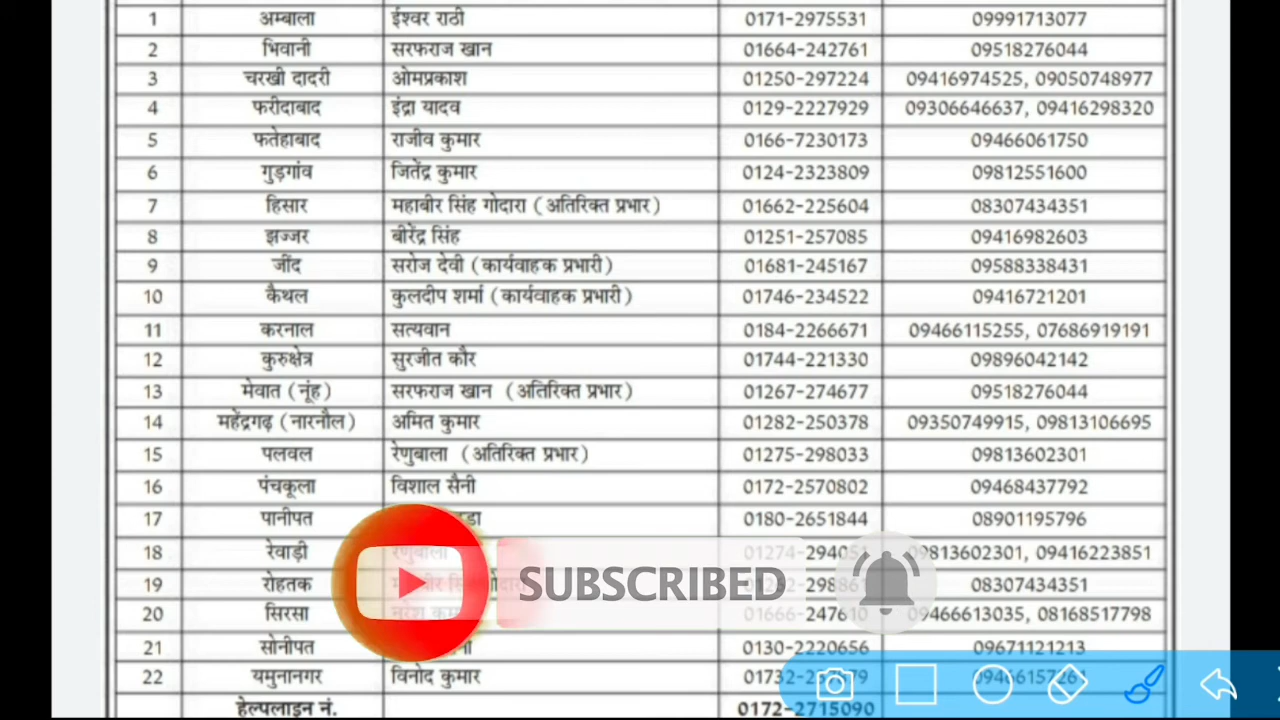 1 अम्बाला ईश्वर राठी 0171-2975531 09991713077
2 भिवानी सरफराज खान 01664-242761 09518276044
3 चरखी दादरी ओमप्रकाश 01250-297224 09416974525, 09050748977
4 फरीदाबाद इंद्रा यादव 0129-2227929 09306646637, 09416298320
5 फतेहाबाद राजीव कुमार 0166-7230173 09466061750
6 गुड़गांव जितेंद्र कुमार 0124-2323809 09812551600
7 हिसार महाबीर सिंह गोदारा (अतिरिक्त प्रभार) 01662-225604 08307434351
8 झज्जर बीरेंद्र सिंह 01251-257085 09416982603
9 जींद सरोज देवी (कार्यवाहक प्रभारी) 01681-245167 09588338431
10 कैथल कुलदीप शर्मा (कार्यवाहक प्रभारी) 01746-234522 09416721201
11 करनाल सत्यवान 0184-2266671 09466115255, 07686919191
12 कुरुक्षेत्र सुरजीत कौर 01744-221330 09896042142
13 मेवात (नूंह) सरफराज खान (अतिरिक्त प्रभार) 01267-274677 09518276044
14 महेंद्रगढ़ (नारनौल) अमित कुमार 01282-250378 09350749915, 09813106695
15 पलवल रेणुबाला (अतिरिक्त प्रभार) 01275-298033 09813602301
16 पंचकूला विशाल सैनी 0172-2570802 09468437792
17 पानीपत 0180-2651844 08901195796
18 रेवाड़ी रेणुबाला 09813602301, 09416223851
SUBSCRIBED
19 रोहतक 08307434351
20 सिरसा नरेश 01666-247610 09466613035, 08168517798
21 सोनीपत 0130-2220656 09671121213
22 यमुनानगर विनोद कुमार
हेल्पलाइन नं. 0172-2715090